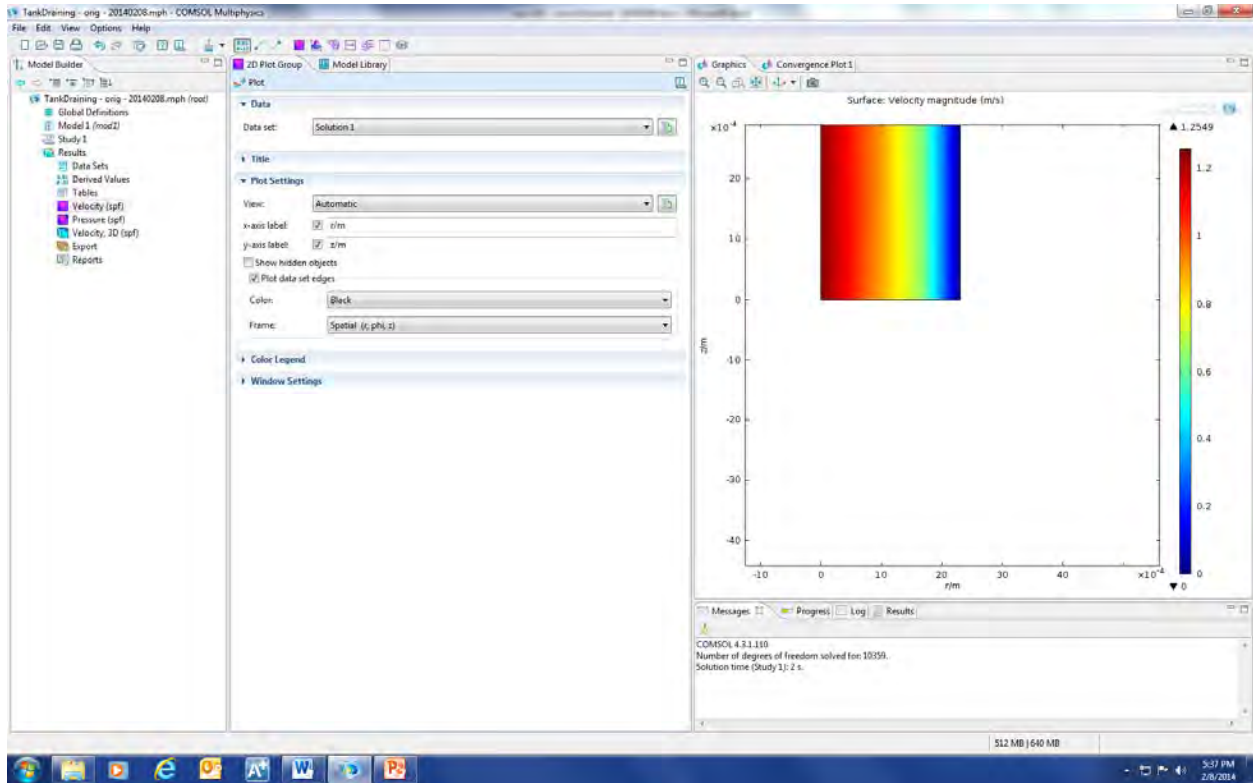 TankDraining - orig - 20140208.mph - COMSOL Multiphysics
File Edit View Options Help
Model Builder
TankDraining - orig - 20140208.mph (root)
Global Definitions
Model 1 (mod1)
Study 1
Results
Data Sets
Derived Values
Tables
Velocity (spf)
Pressure (spf)
Velocity, 3D (spf)
Export
Reports
2D Plot Group Model Library
Plot
Data
Data set: Solution 1
Title
Plot Settings
View: Automatic
x-axis label: r/m
y-axis label: z/m
Show hidden objects
Plot data set edges
Color: Black
Frame: Spatial (r, phi, z)
Color Legend
Window Settings
Graphics Convergence Plot 1
Surface: Velocity magnitude (m/s)
×10⁻⁴
20
10
0
-10
-20
-30
-40
z/m
-10 0 10 20 30 40 ×10⁻⁴
r/m
▲ 1.2549
1.2
1
0.8
0.6
0.4
0.2
0
▼ 0
Messages Progress Log Results
COMSOL 4.3.1.110
Number of degrees of freedom solved for: 10359.
Solution time (Study 1): 2 s.
512 MB | 640 MB
5:37 PM
2/8/2014